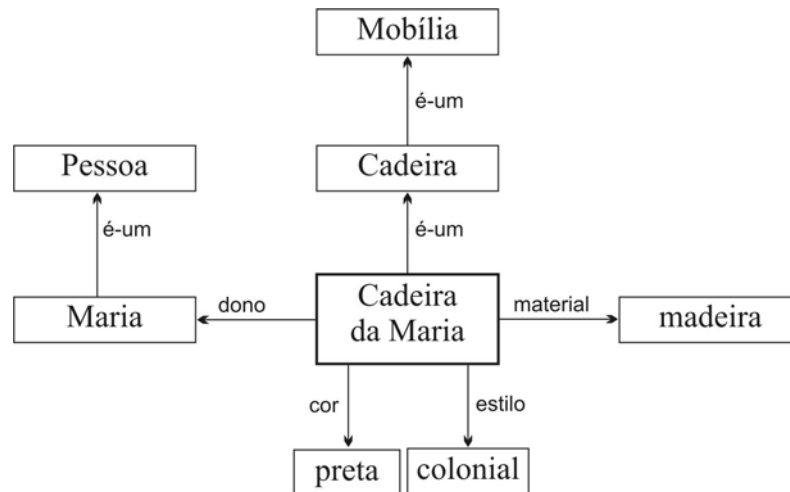 Mobília
é-um
Pessoa
Cadeira
é-um
é-um
Maria
dono
Cadeira
da Maria
material
madeira
cor
estilo
preta
colonial